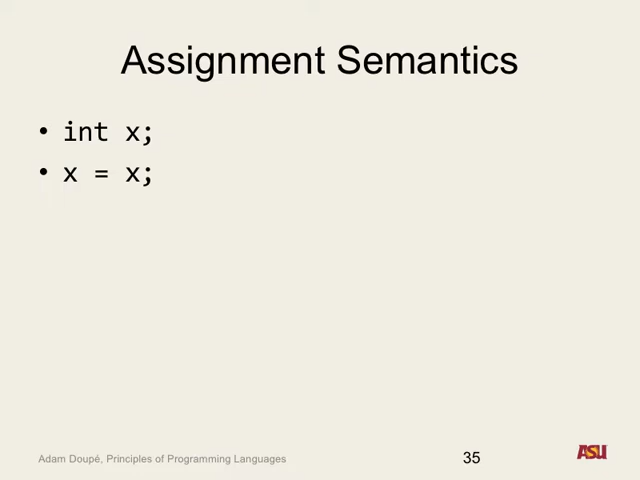 Assignment Semantics
• int x;
• x = x;
Adam Doupé, Principles of Programming Languages
35
ASU